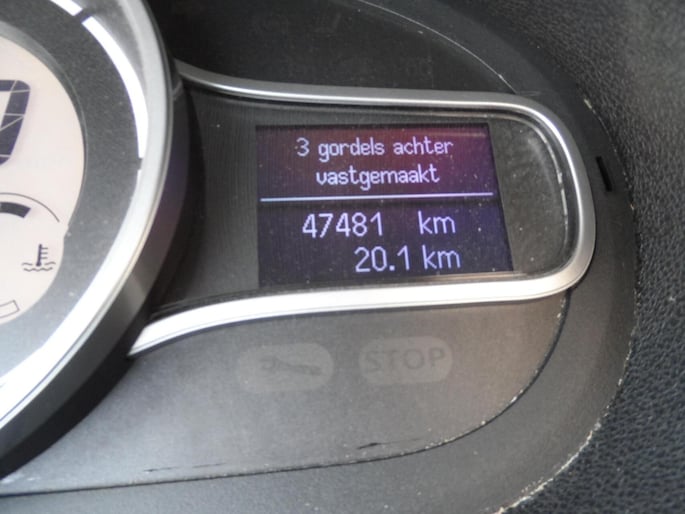 3 gordels achter
vastgemaakt
47481 km
20.1 km
STOP